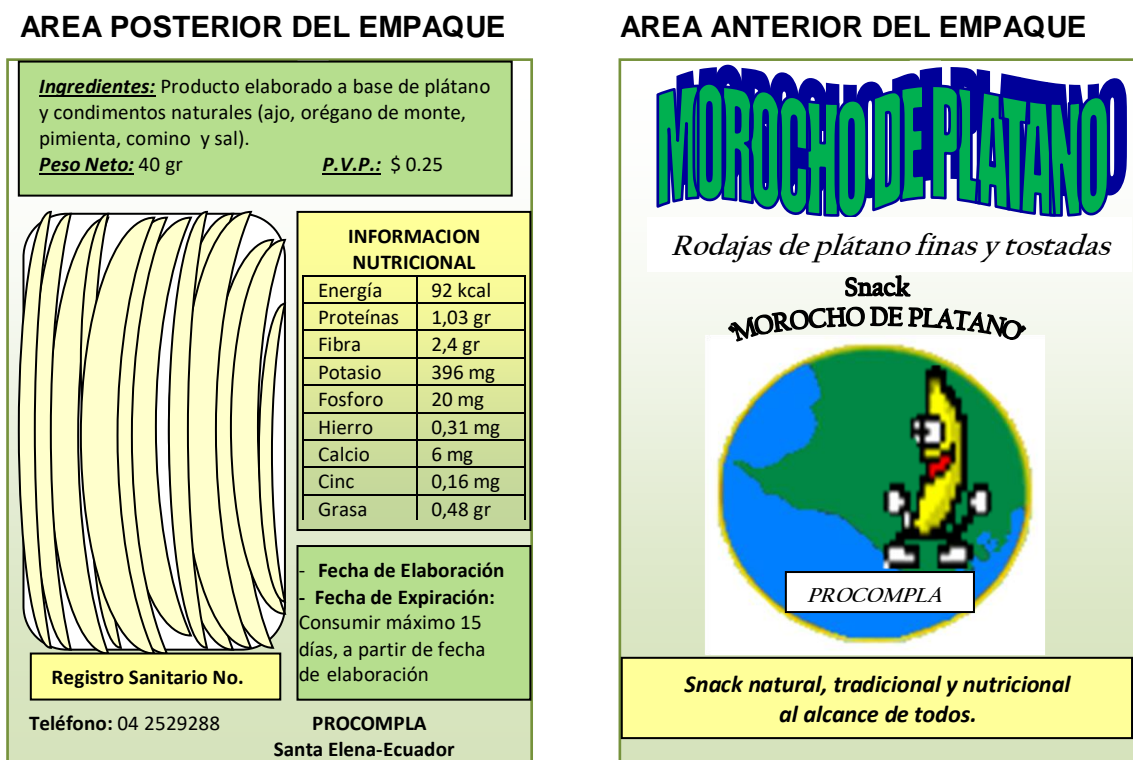 AREA POSTERIOR DEL EMPAQUE
Ingredientes: Producto elaborado a base de plátano
y condimentos naturales (ajo, orégano de monte,
pimienta, comino y sal).
Peso Neto: 40 gr P.V.P.: $ 0.25
INFORMACION
NUTRICIONAL
Energía 92 kcal
Proteínas 1,03 gr
Fibra 2,4 gr
Potasio 396 mg
Fosforo 20 mg
Hierro 0,31 mg
Calcio 6 mg
Cinc 0,16 mg
Grasa 0,48 gr
- Fecha de Elaboración
- Fecha de Expiración:
Consumir máximo 15
días, a partir de fecha
de elaboración
Registro Sanitario No.
Teléfono: 04 2529288 PROCOMPLA
Santa Elena-Ecuador
AREA ANTERIOR DEL EMPAQUE
MOROCHO DE PLATANO
Rodajas de plátano finas y tostadas
Snack
"MOROCHO DE PLATANO"
PROCOMPLA
Snack natural, tradicional y nutricional
al alcance de todos.